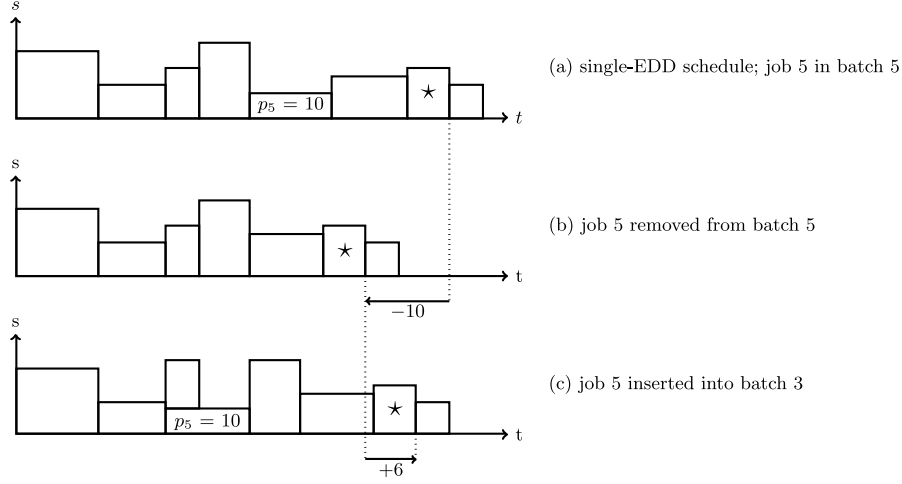 s
p₅ = 10
★
t
(a) single-EDD schedule; job 5 in batch 5
s
★
t
(b) job 5 removed from batch 5
−10
s
p₅ = 10
★
t
(c) job 5 inserted into batch 3
+6